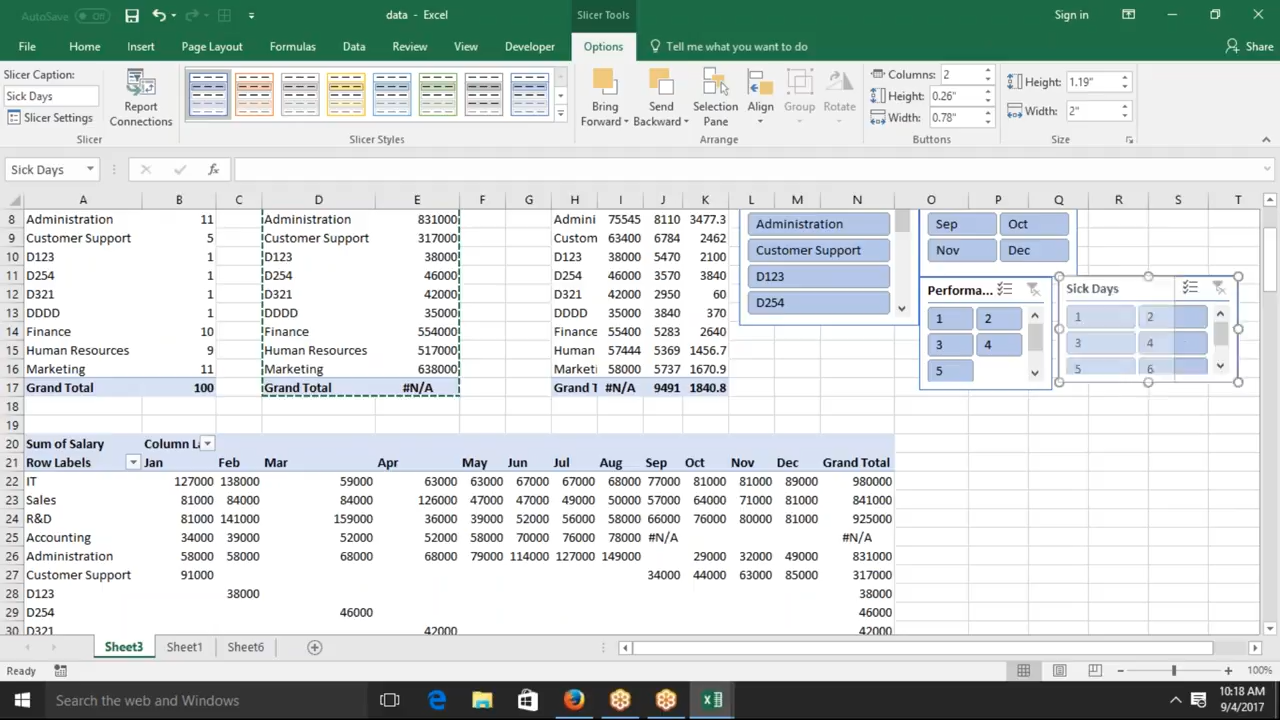 AutoSave Off data - Excel Slicer Tools Sign in
File Home Insert Page Layout Formulas Data Review View Developer Options Tell me what you want to do Share
Slicer Caption:
Sick Days
Slicer Settings
Report Connections
Bring Forward Send Backward Selection Pane Align Group Rotate
Columns: 2
Height: 0.26"
Width: 0.78"
Height: 1.19"
Width: 2"
Slicer Slicer Styles Arrange Buttons Size
Sick Days fx
A B C D E F G H I J K L M N O P Q R S T
8 Administration 11 Administration 831000 Admini 75545 8110 3477.3
9 Customer Support 5 Customer Support 317000 Custom 63400 6784 2462
10 D123 1 D123 38000 D123 38000 5470 2100
11 D254 1 D254 46000 D254 46000 3570 3840
12 D321 1 D321 42000 D321 42000 2950 60
13 DDDD 1 DDDD 35000 DDDD 35000 3840 370
14 Finance 10 Finance 554000 Finance 55400 5283 2640
15 Human Resources 9 Human Resources 517000 Human 57444 5369 1456.7
16 Marketing 11 Marketing 638000 Marketi 58000 5737 1670.9
17 Grand Total 100 Grand Total #N/A Grand T #N/A 9491 1840.8
Administration
Customer Support
D123
D254
Sep Oct
Nov Dec
Performa...
1 2
3 4
5
Sick Days
1 2
3 4
5 6
18
19
20 Sum of Salary Column La
21 Row Labels Jan Feb Mar Apr May Jun Jul Aug Sep Oct Nov Dec Grand Total
22 IT 127000 138000 59000 63000 63000 67000 67000 68000 77000 81000 81000 89000 980000
23 Sales 81000 84000 84000 126000 47000 47000 49000 50000 57000 64000 71000 81000 841000
24 R&D 81000 141000 159000 36000 39000 52000 56000 58000 66000 76000 80000 81000 925000
25 Accounting 34000 39000 52000 52000 58000 70000 76000 78000 #N/A #N/A
26 Administration 58000 58000 68000 68000 79000 114000 127000 149000 29000 32000 49000 831000
27 Customer Support 91000 34000 44000 63000 85000 317000
28 D123 38000 38000
29 D254 46000 46000
30 D321 42000 42000
Sheet3 Sheet1 Sheet6
Ready 100%
Search the web and Windows
10:18 AM
9/4/2017